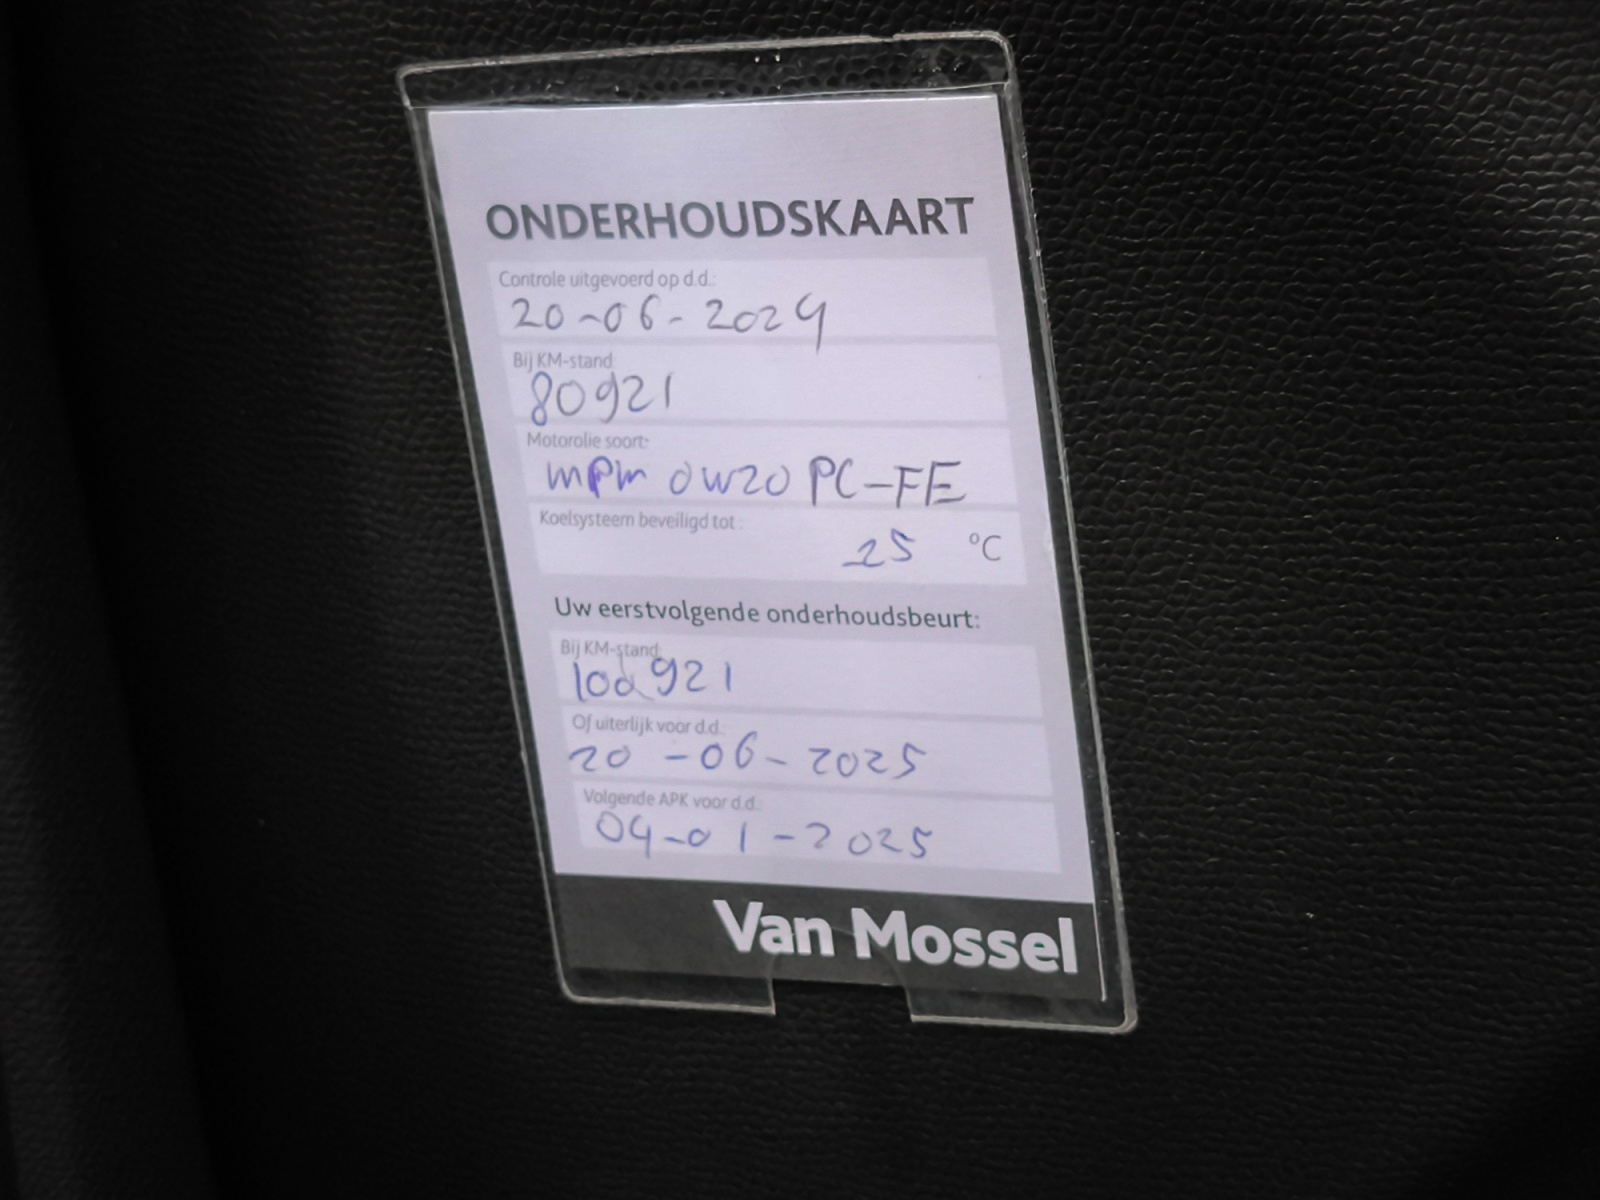 ONDERHOUDSKAART
Controle uitgevoerd op d.d.:
20-06-2024
Bij KM-stand:
80921
Motorolie soort:
mpm 0w20 PC-FE
Koelsysteem beveiligd tot :
25 °C
Uw eerstvolgende onderhoudsbeurt:
Bij KM-stand:
100921
Of uiterlijk voor d.d.:
20-06-2025
Volgende APK voor d.d.:
04-01-2025
Van Mossel